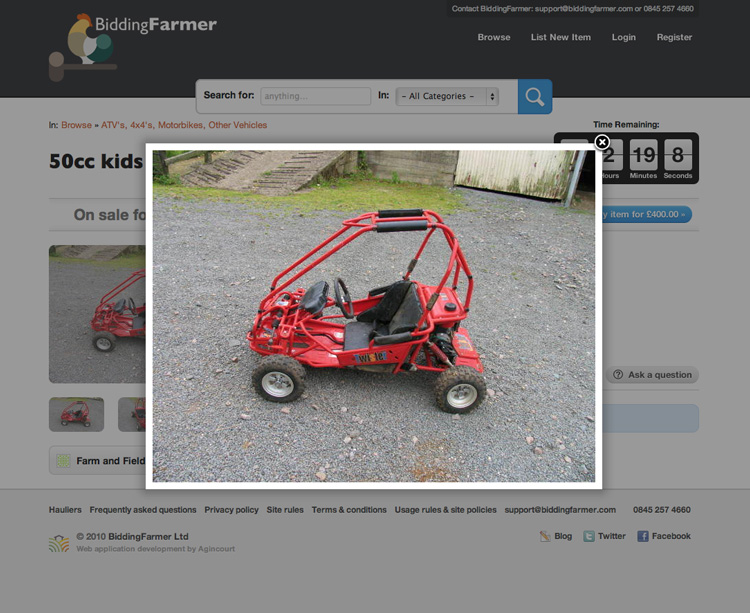 Contact BiddingFarmer: support@biddingfarmer.com or 0845 257 4660
BiddingFarmer
Browse List New Item Login Register
Search for: anything... In: - All Categories -
In: Browse » ATV's, 4x4's, Motorbikes, Other Vehicles
Time Remaining:
50cc kids
2 19 8
ours Minutes Seconds
On sale fo
y item for £400.00 »
Ask a question
Farm and Field
Hauliers Frequently asked questions Privacy policy Site rules Terms & conditions Usage rules & site policies support@biddingfarmer.com 0845 257 4660
© 2010 BiddingFarmer Ltd
Web application development by Agincourt
Blog Twitter Facebook